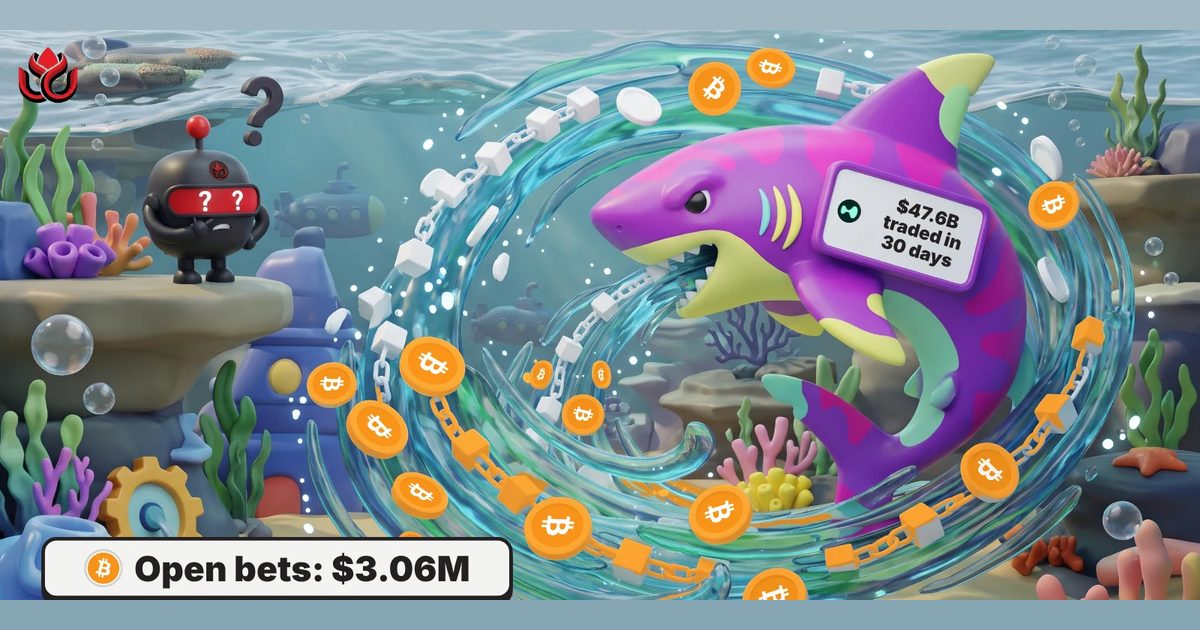 ?
? ?
$47.6B
traded in
30 days
Open bets: $3.06M